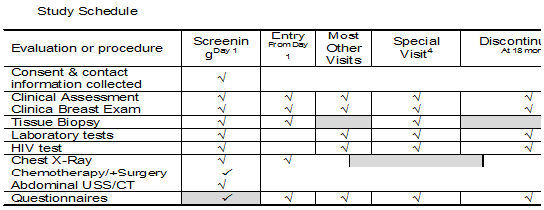 Study Schedule
Evaluation or procedure Screenin gDay 1 Entry From Day 1 Most Other Visits Special Visit4 Discontinu At 18 mon
Consent & contact information collected √
Clinical Assessment √ √ √ √ √
Clinica Breast Exam √ √ √ √ √
Tissue Biopsy √ √ √
Laboratory tests √ √ √ √
HIV test √ √ √ √
Chest X-Ray √ √
Chemotherapy/+Surgery ✓
Abdominal USS/CT √
Questionnaires ✓ √ √ √ √